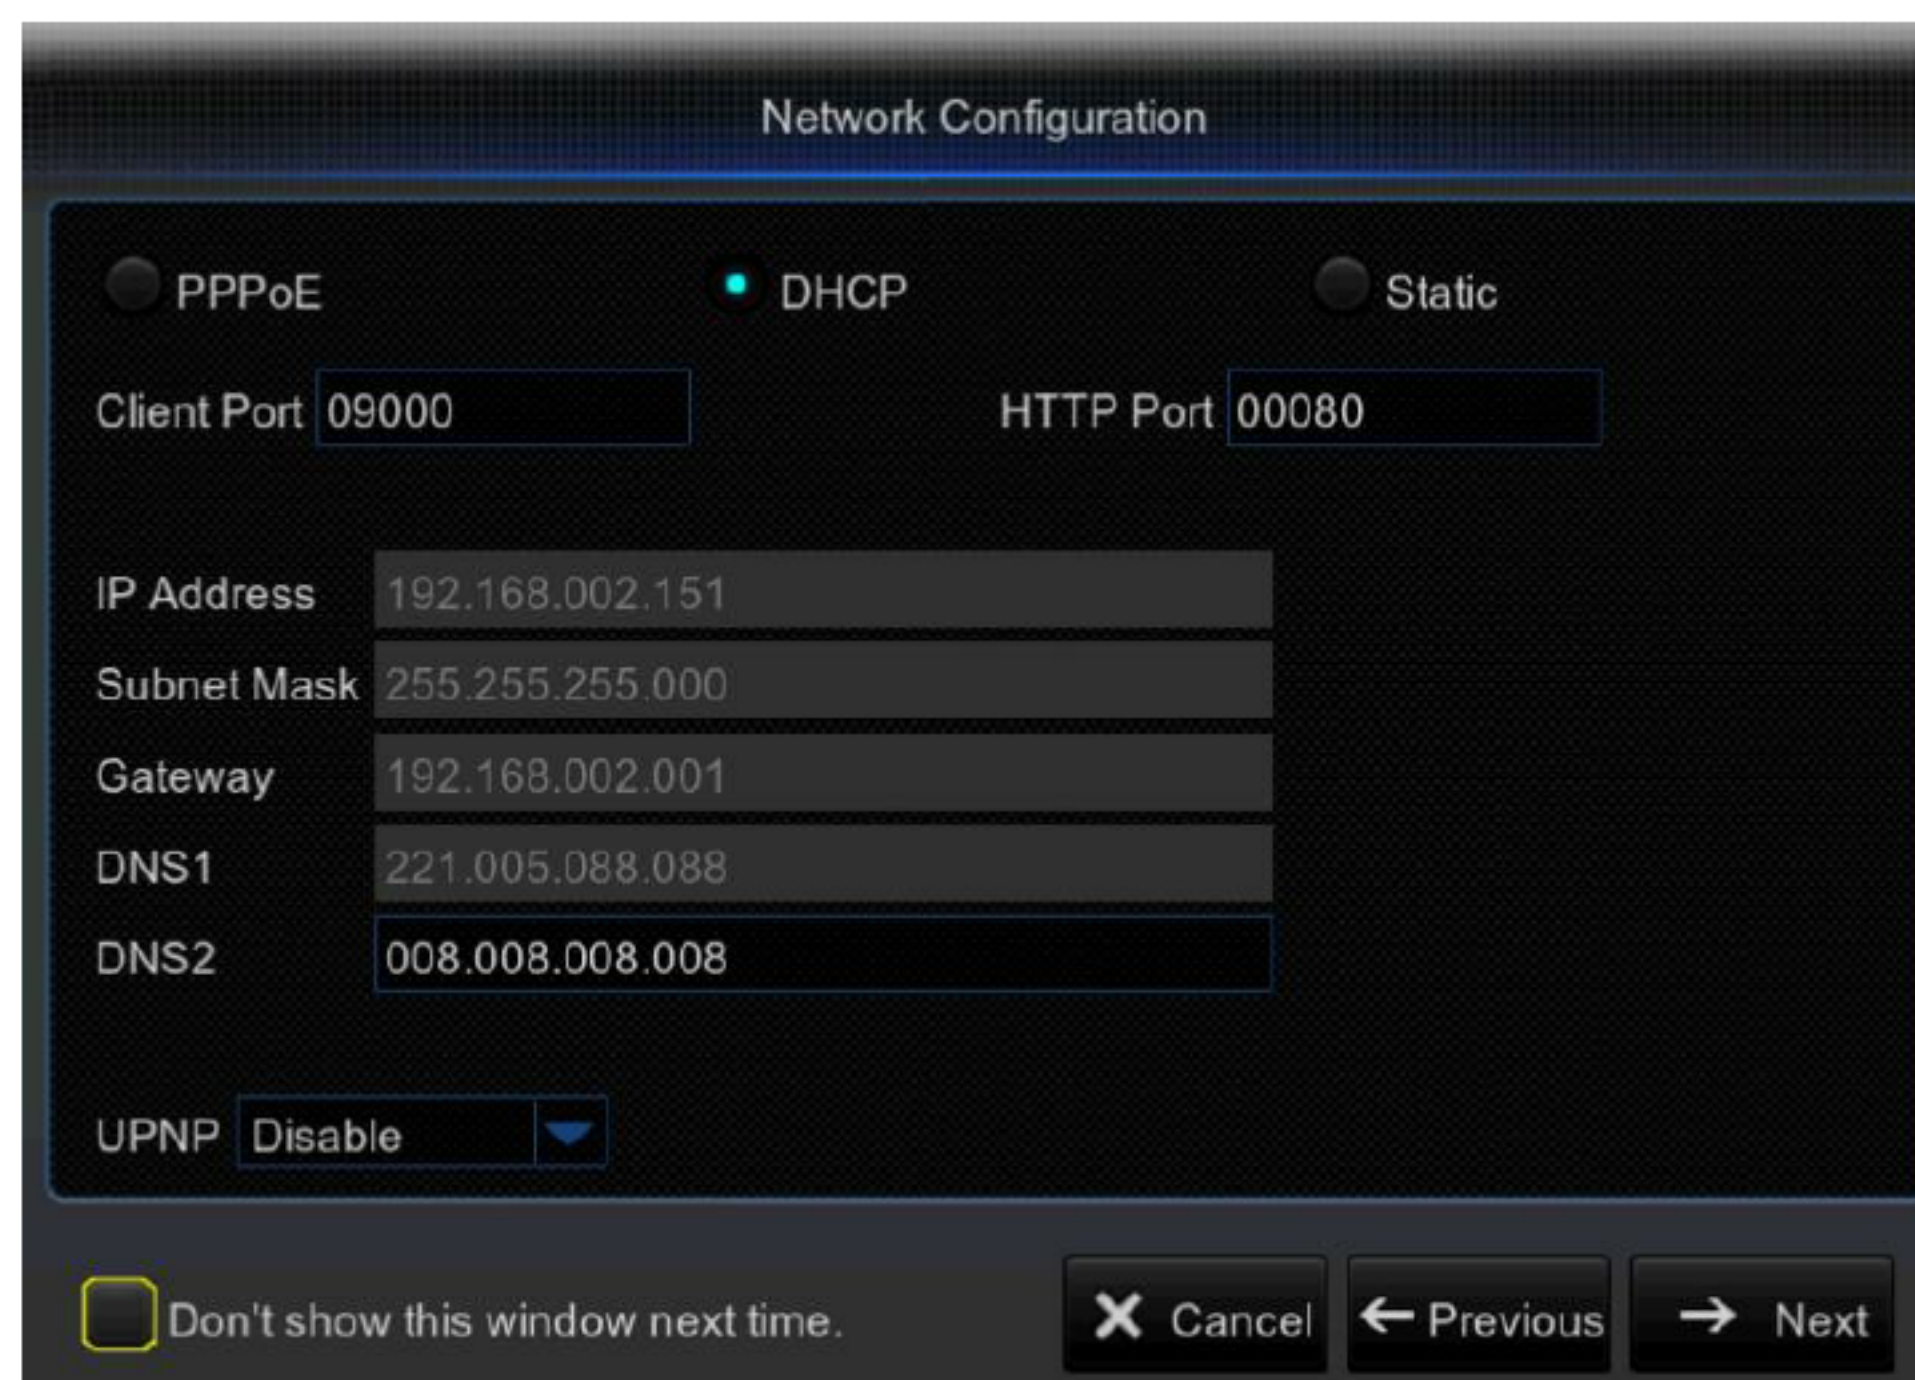 Network Configuration
PPPoE DHCP Static
Client Port 09000 HTTP Port 00080
IP Address 192.168.002.151
Subnet Mask 255.255.255.000
Gateway 192.168.002.001
DNS1 221.005.088.088
DNS2 008.008.008.008
UPNP Disable
Don't show this window next time. Cancel Previous Next